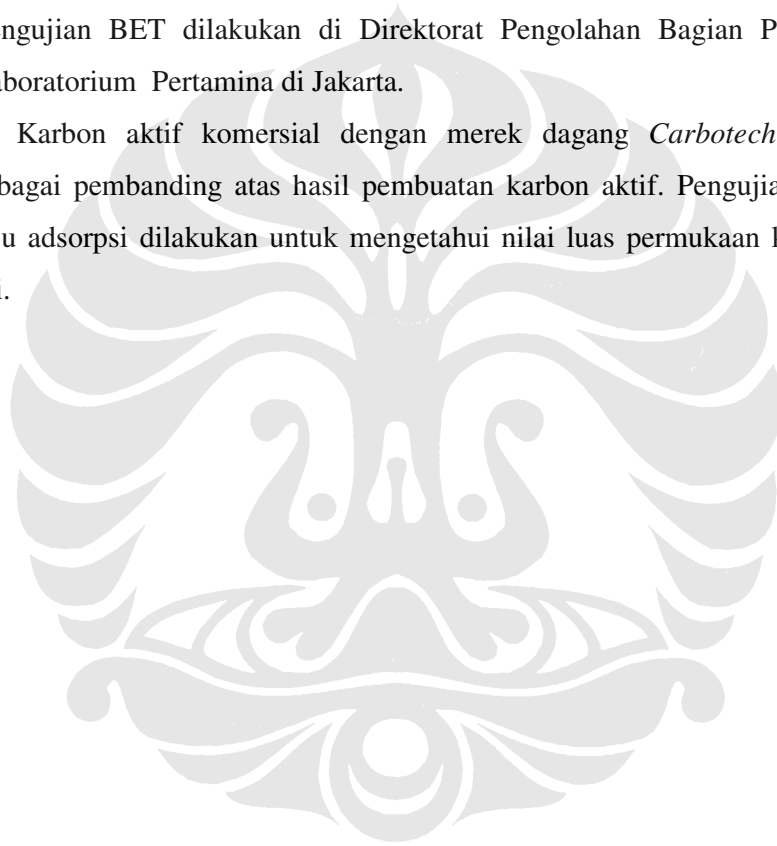 engujian BET dilakukan di Direktorat Pengolahan Bagian P
aboratorium Pertamina di Jakarta.
Karbon aktif komersial dengan merek dagang Carbotech
bagai pembanding atas hasil pembuatan karbon aktif. Pengujia
u adsorpsi dilakukan untuk mengetahui nilai luas permukaan
i.